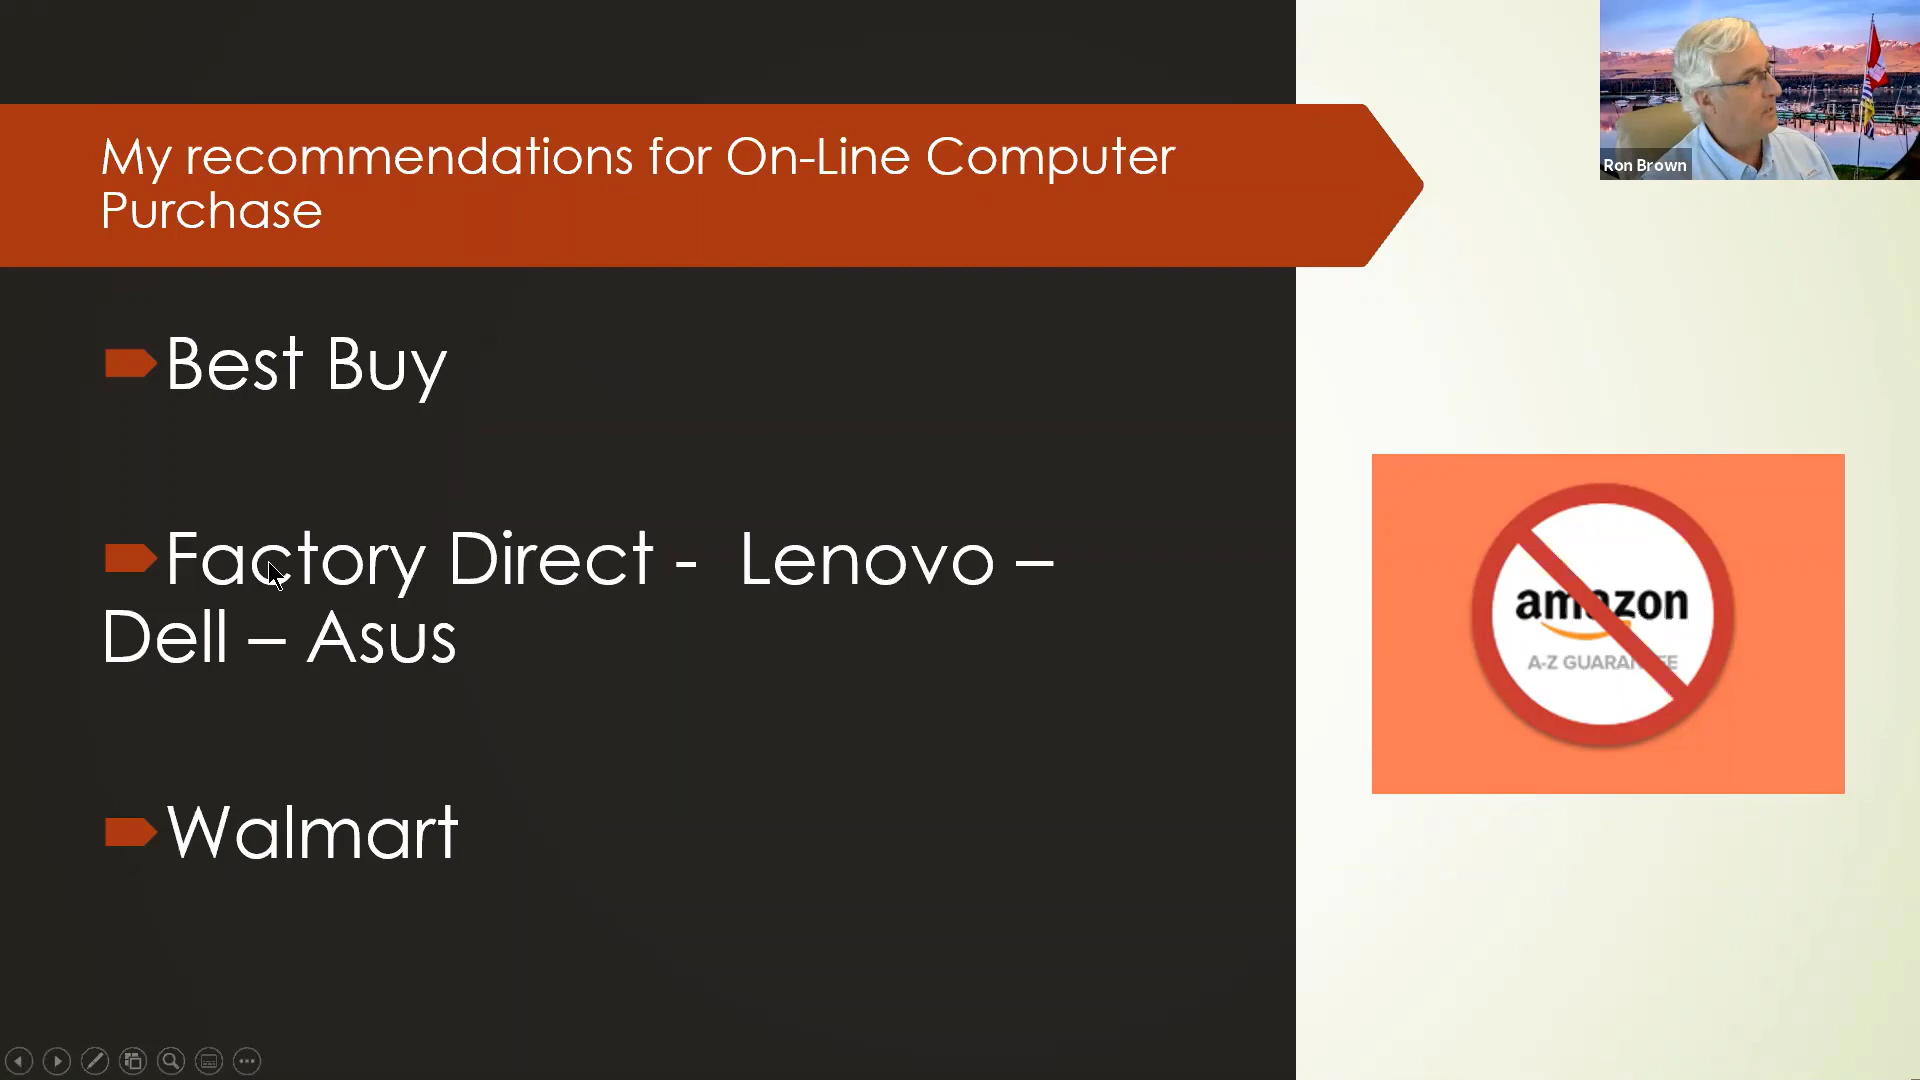 My recommendations for On-Line Computer
Purchase
Best Buy
Factory Direct -  Lenovo –
Dell – Asus
Walmart
amazon
A-Z GUARANTEE
Ron Brown